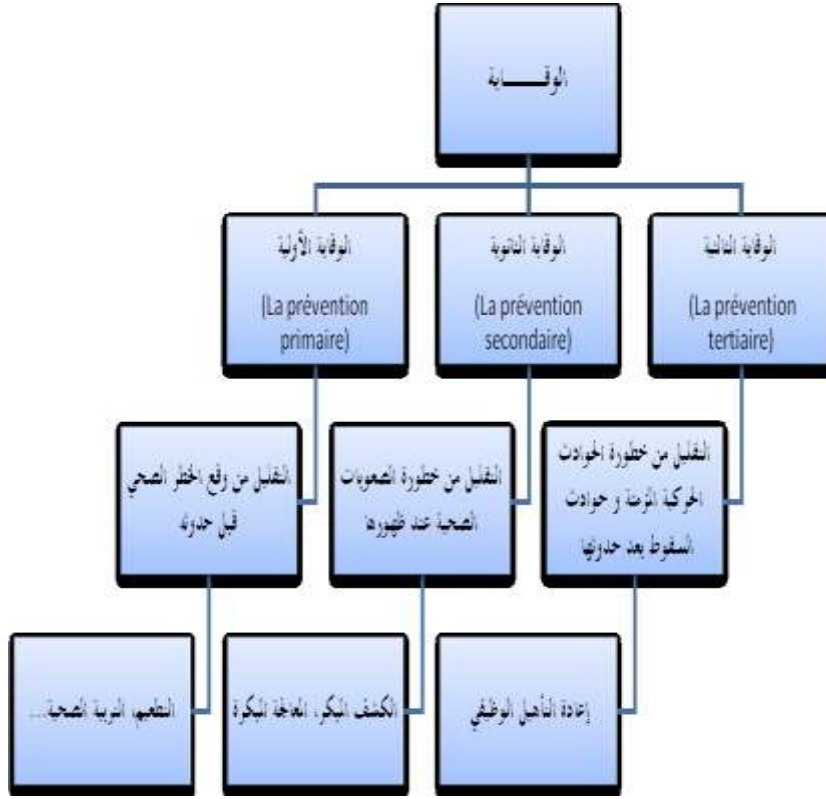 الوقــــــاية
الوقاية الأولية
(La prévention
primaire)
الوقاية الثانوية
(La prévention
secondaire)
الوقاية الثالثية
(La prévention
tertiaire)
التقليل من وقع الخطر الصحي
قبل حدوثه
التقليل من خطورة الصعوبات
الصحية عند ظهورها
التقليل من خطورة الحوادث
الحركية المزمنة و حوادث
السقوط بعد حدوثها
التطعيم، التربية الصحية...
الكشف المبكر، المعالجة المبكرة
إعادة التأهيل الوظيفي